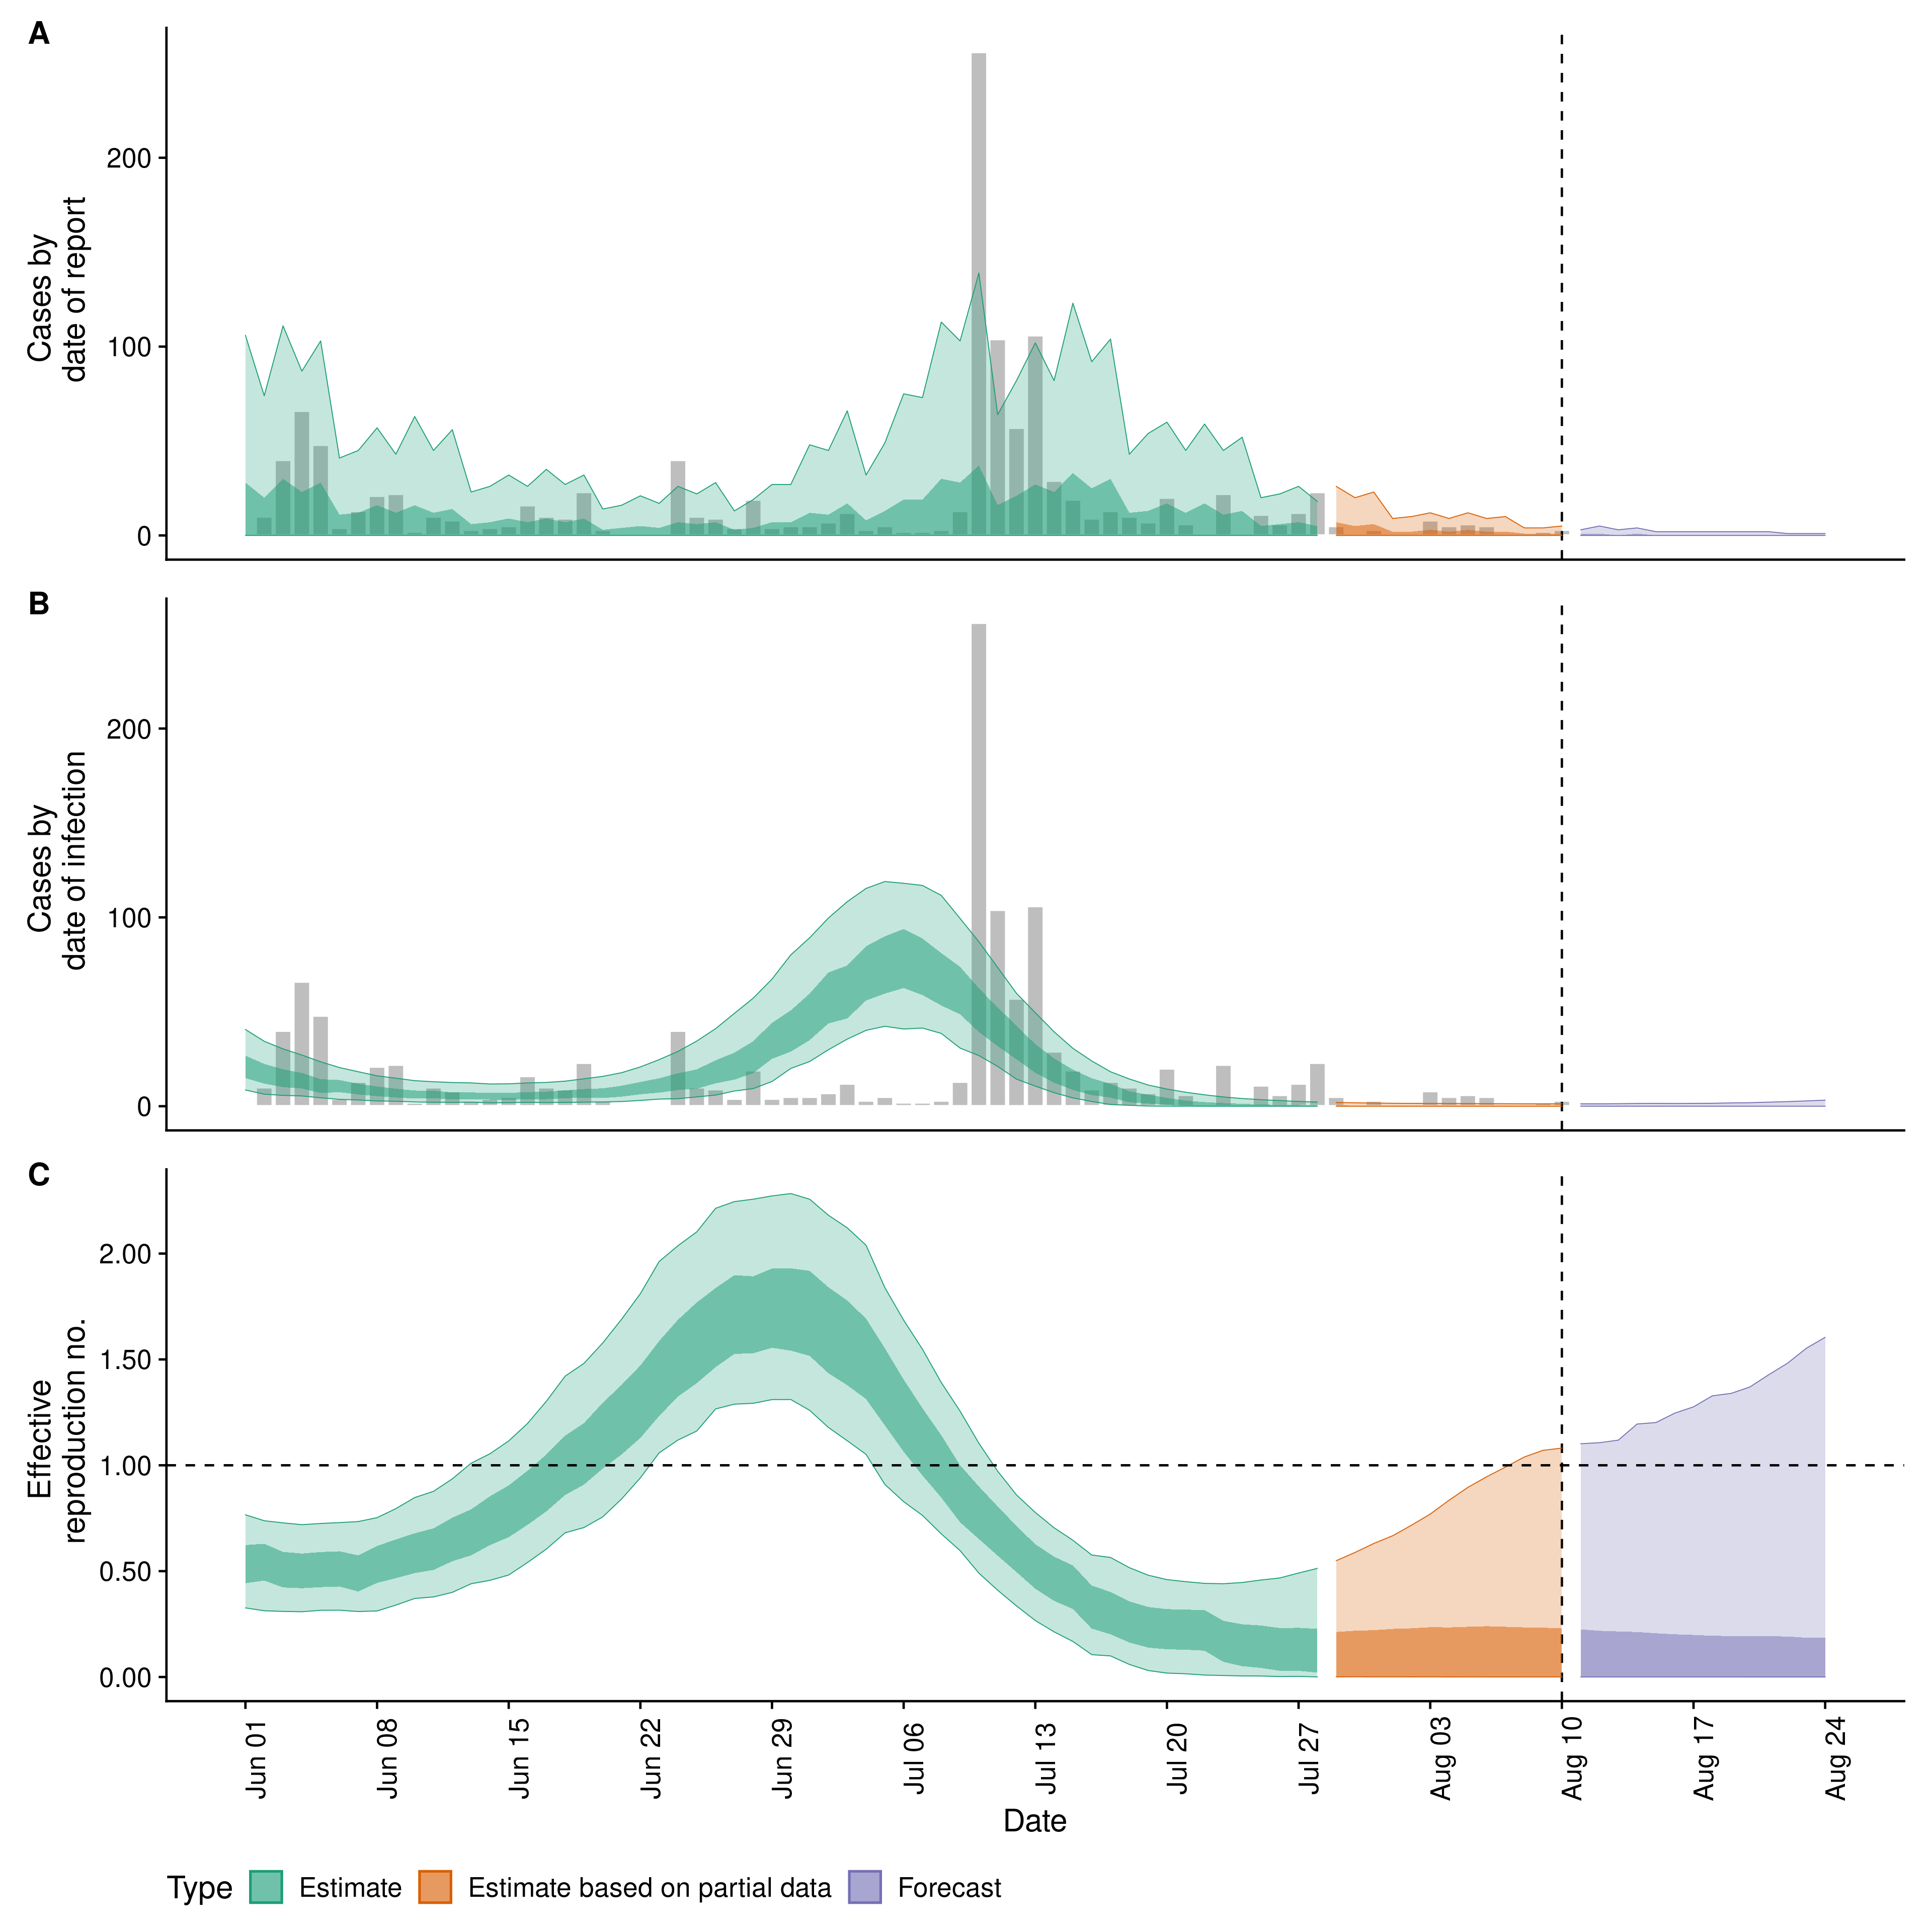 A
Cases by
date of report
200
100
0
B
Cases by
date of infection
200
100
0
C
Effective
reproduction no.
2.00
1.50
1.00
0.50
0.00
Jun 01
Jun 08
Jun 15
Jun 22
Jun 29
Jul 06
Jul 13
Jul 20
Jul 27
Aug 03
Aug 10
Aug 17
Aug 24
Date
Type Estimate Estimate based on partial data Forecast